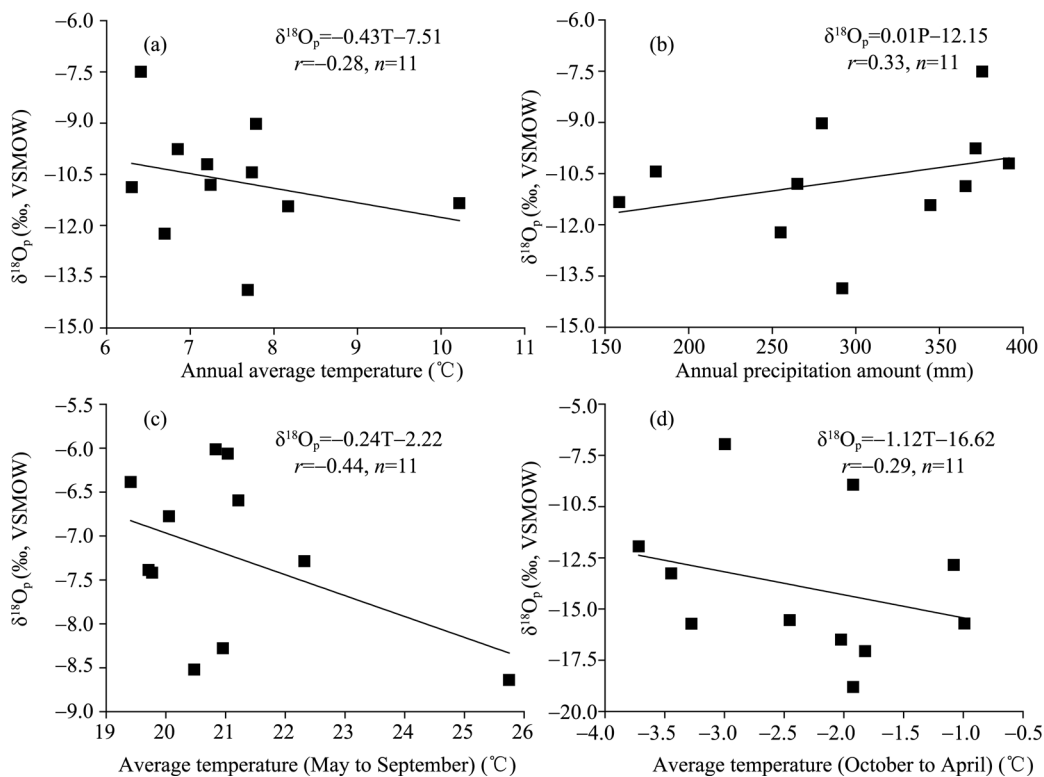 (a)
δ¹⁸Oₚ=−0.43T−7.51
r=−0.28, n=11
−6.0
−7.5
−9.0
−10.5
−12.0
−13.5
−15.0
δ¹⁸Oₚ (‰, VSMOW)
6 7 8 9 10 11
Annual average temperature (℃)
(b)
δ¹⁸Oₚ=0.01P−12.15
r=0.33, n=11
−6.0
−7.5
−9.0
−10.5
−12.0
−13.5
−15.0
δ¹⁸Oₚ (‰, VSMOW)
150 200 250 300 350 400
Annual precipitation amount (mm)
(c)
δ¹⁸Oₚ=−0.24T−2.22
r=−0.44, n=11
−5.5
−6.0
−6.5
−7.0
−7.5
−8.0
−8.5
−9.0
δ¹⁸Oₚ (‰, VSMOW)
19 20 21 22 23 24 25 26
Average temperature (May to September) (℃)
(d)
δ¹⁸Oₚ=−1.12T−16.62
r=−0.29, n=11
−5.0
−7.5
−10.5
−12.5
−15.0
−17.5
−20.0
δ¹⁸Oₚ (‰, VSMOW)
−4.0 −3.5 −3.0 −2.5 −2.0 −1.5 −1.0 −0.5
Average temperature (October to April) (℃)